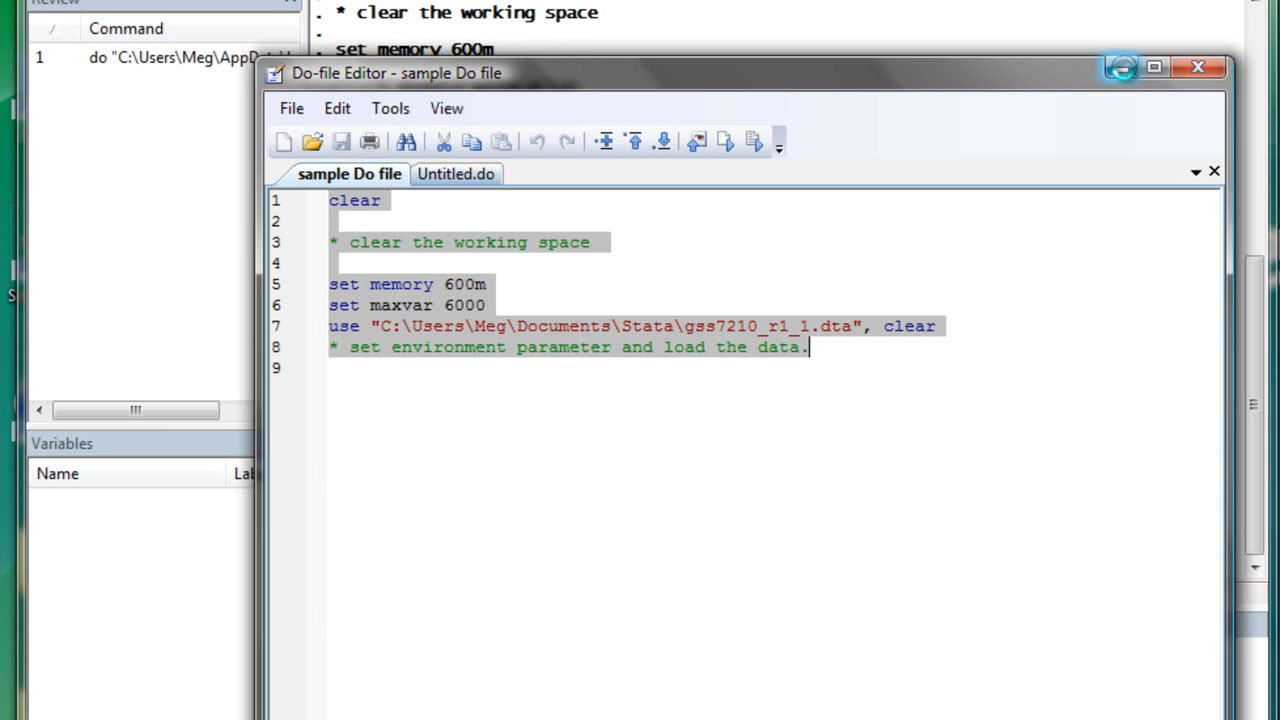 Review
Command
1 do "C:\Users\Meg\AppData\L
. * clear the working space
.
. set memory 600m
Do-file Editor - sample Do file
File Edit Tools View
sample Do file Untitled.do
1 clear
2
3 * clear the working space
4
5 set memory 600m
6 set maxvar 6000
7 use "C:\Users\Meg\Documents\Stata\gss7210_r1_1.dta", clear
8 * set environment parameter and load the data.
9
Variables
Name Lab